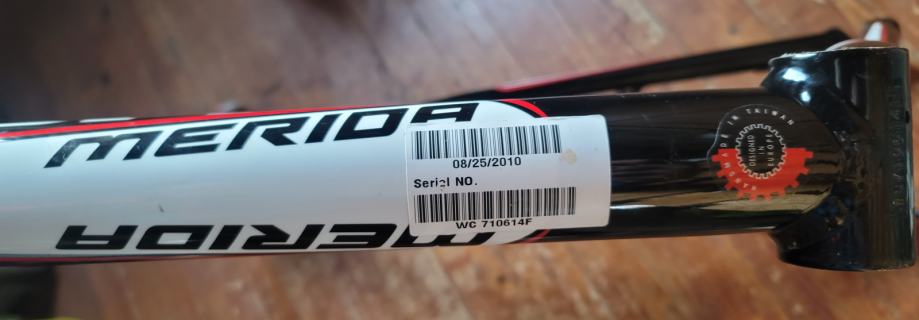 MERIDA
08/25/2010
Serial NO.
WC 710614F
MERIDA
MADE IN TAIWAN
DESIGNED
IN
EUROPE